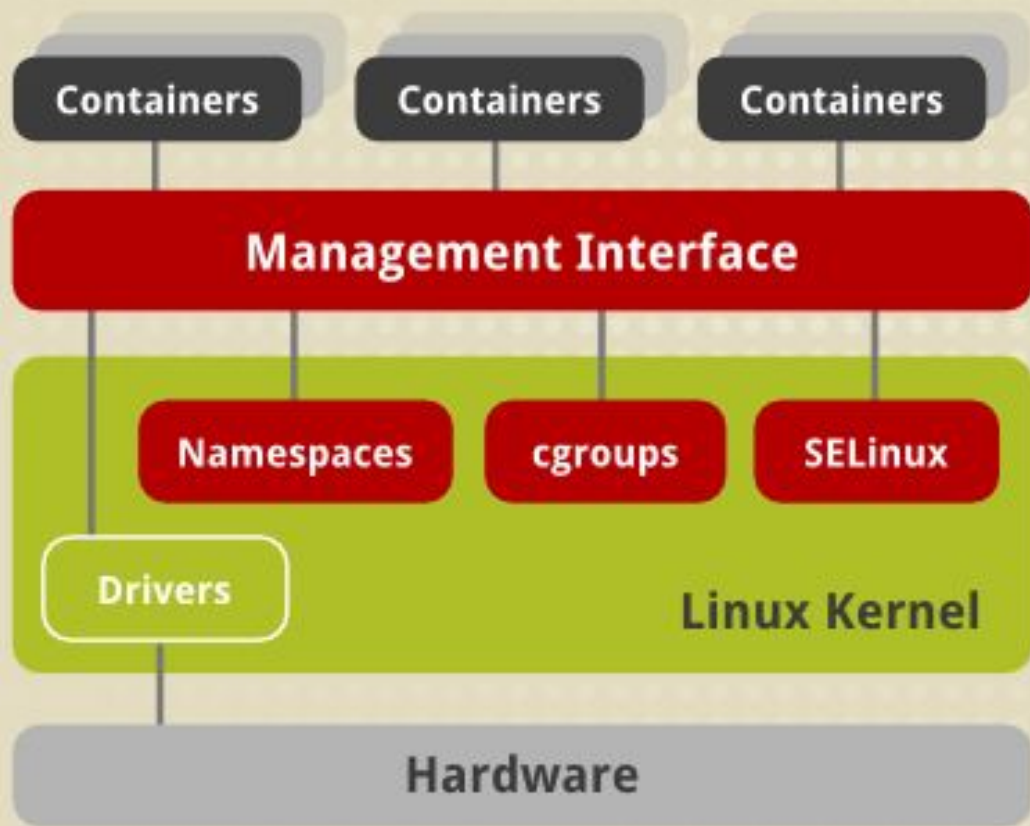 Containers
Containers
Containers
Management Interface
Namespaces
cgroups
SELinux
Drivers
Linux Kernel
Hardware